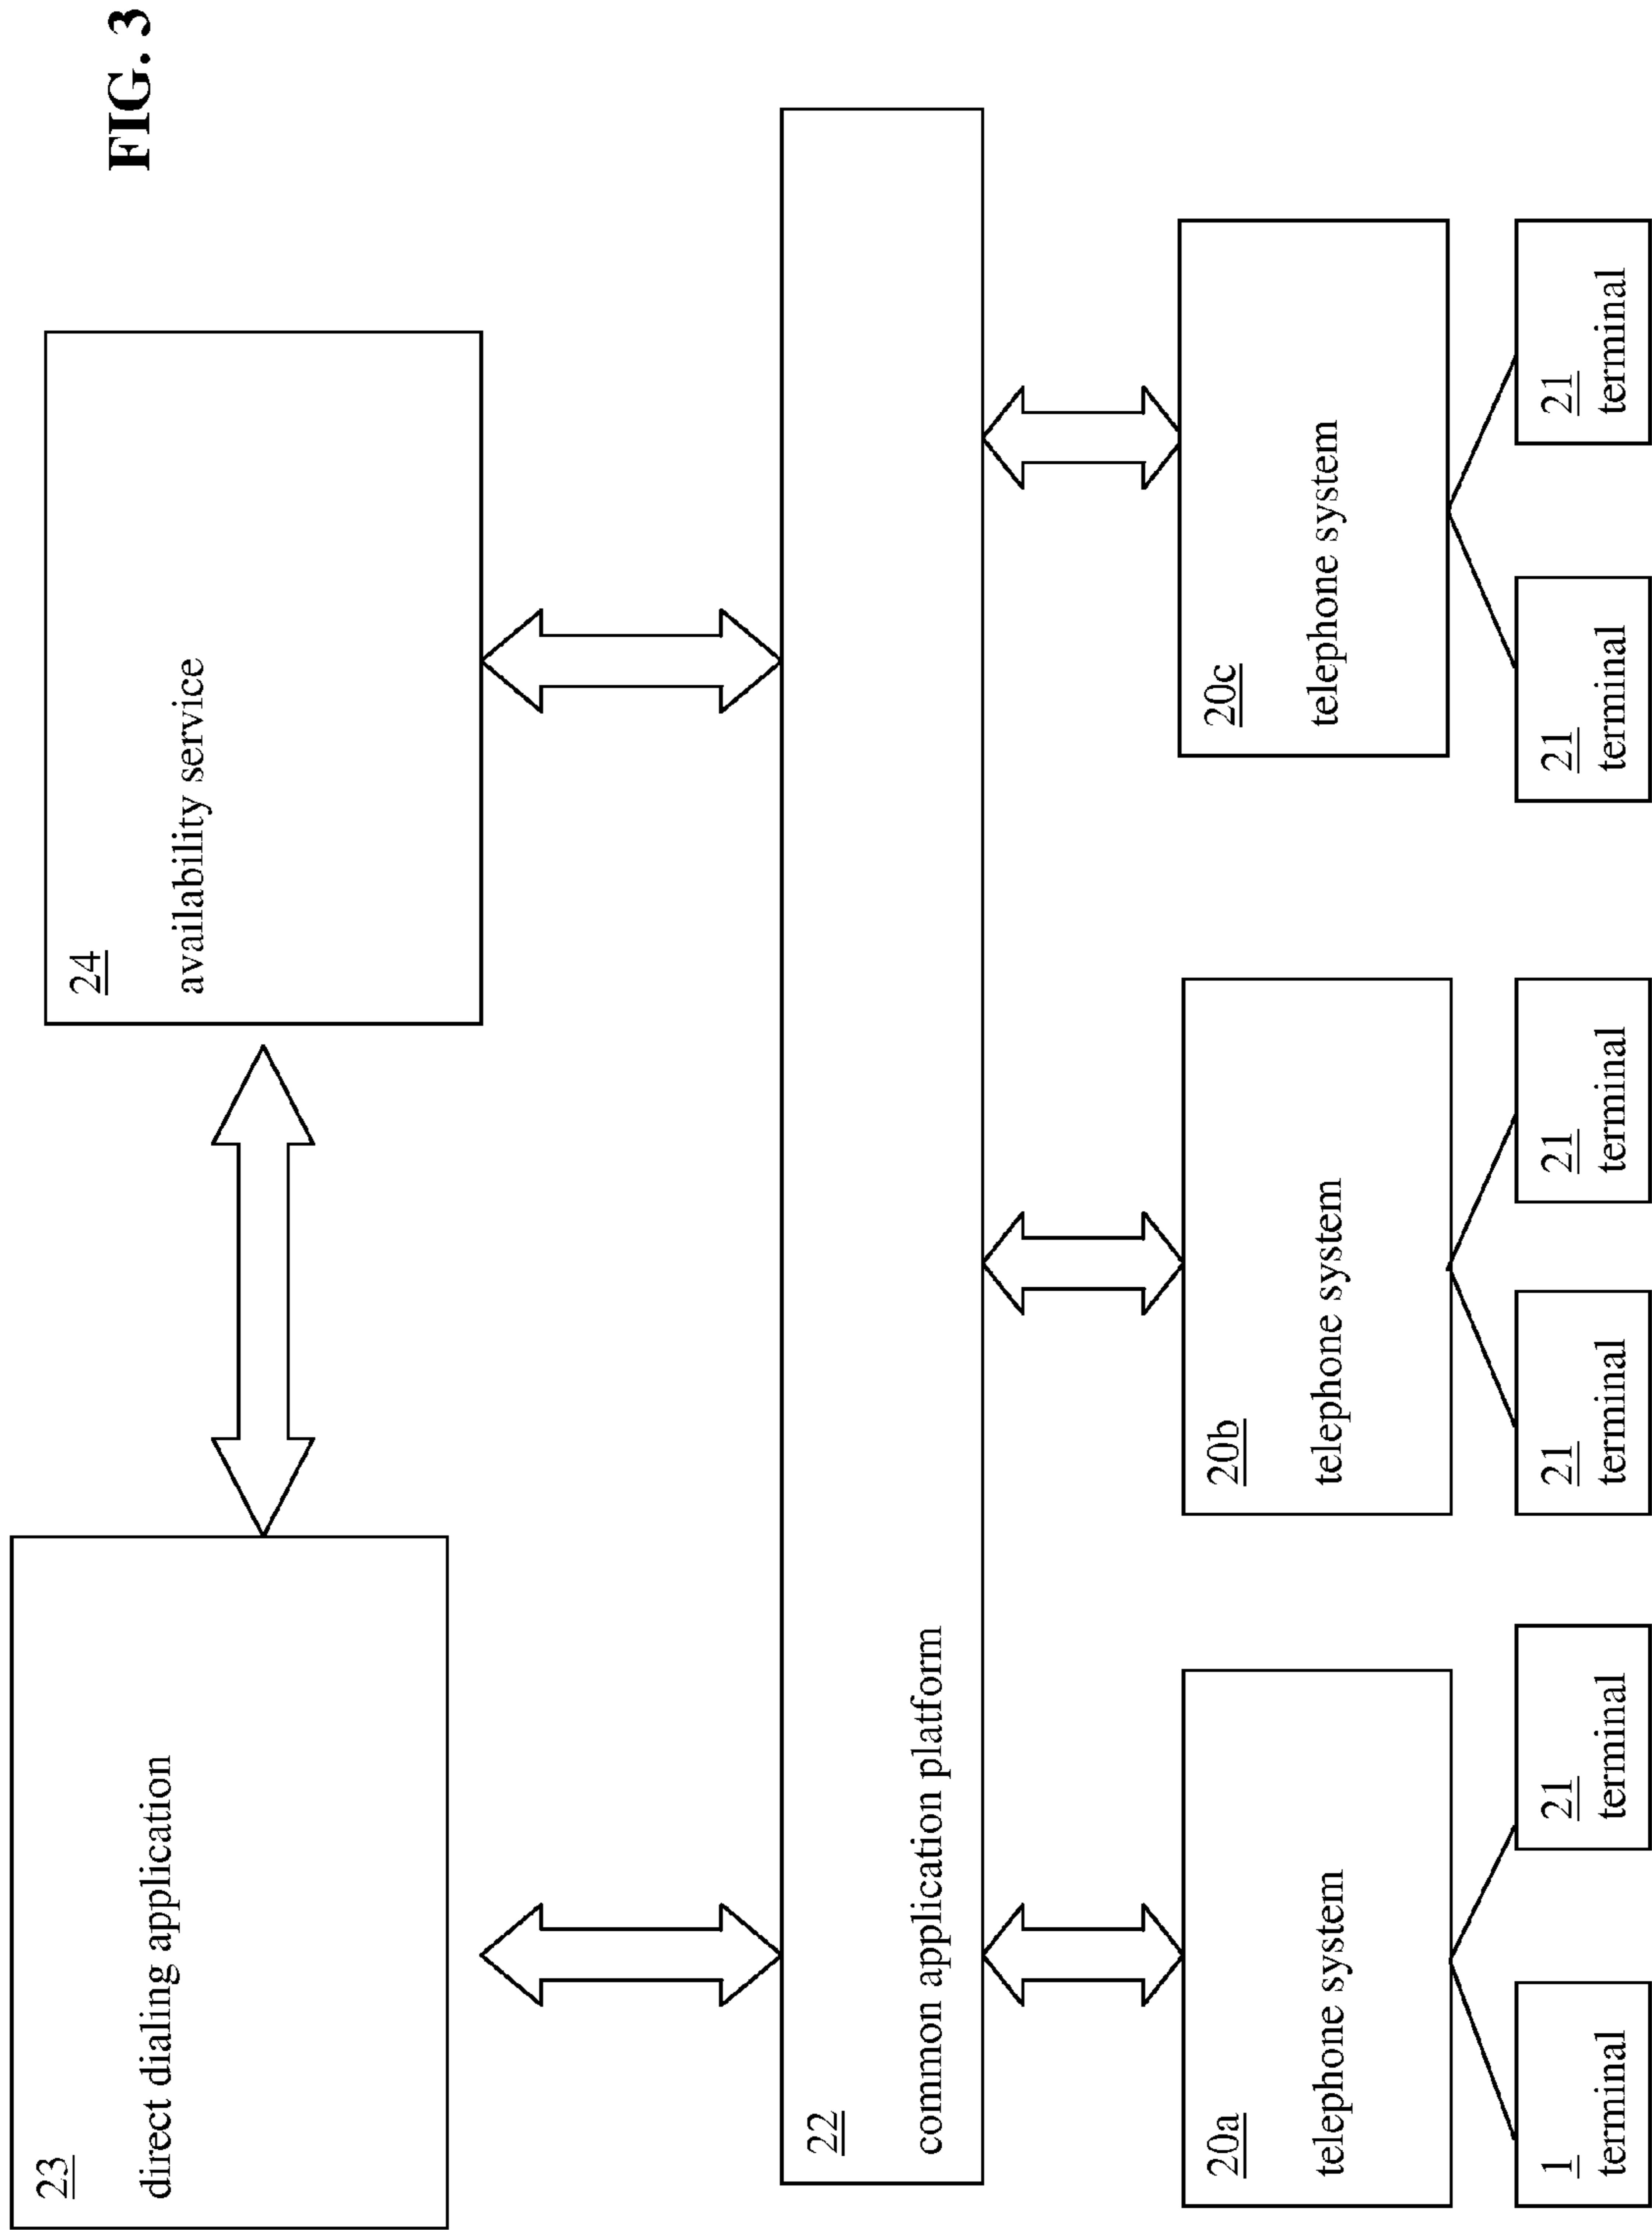 FIG. 3
23
direct dialing application
24
availability service
22
common application platform
20a
telephone system
20b
telephone system
20c
telephone system
1
terminal
21
terminal
21
terminal
21
terminal
21
terminal
21
terminal